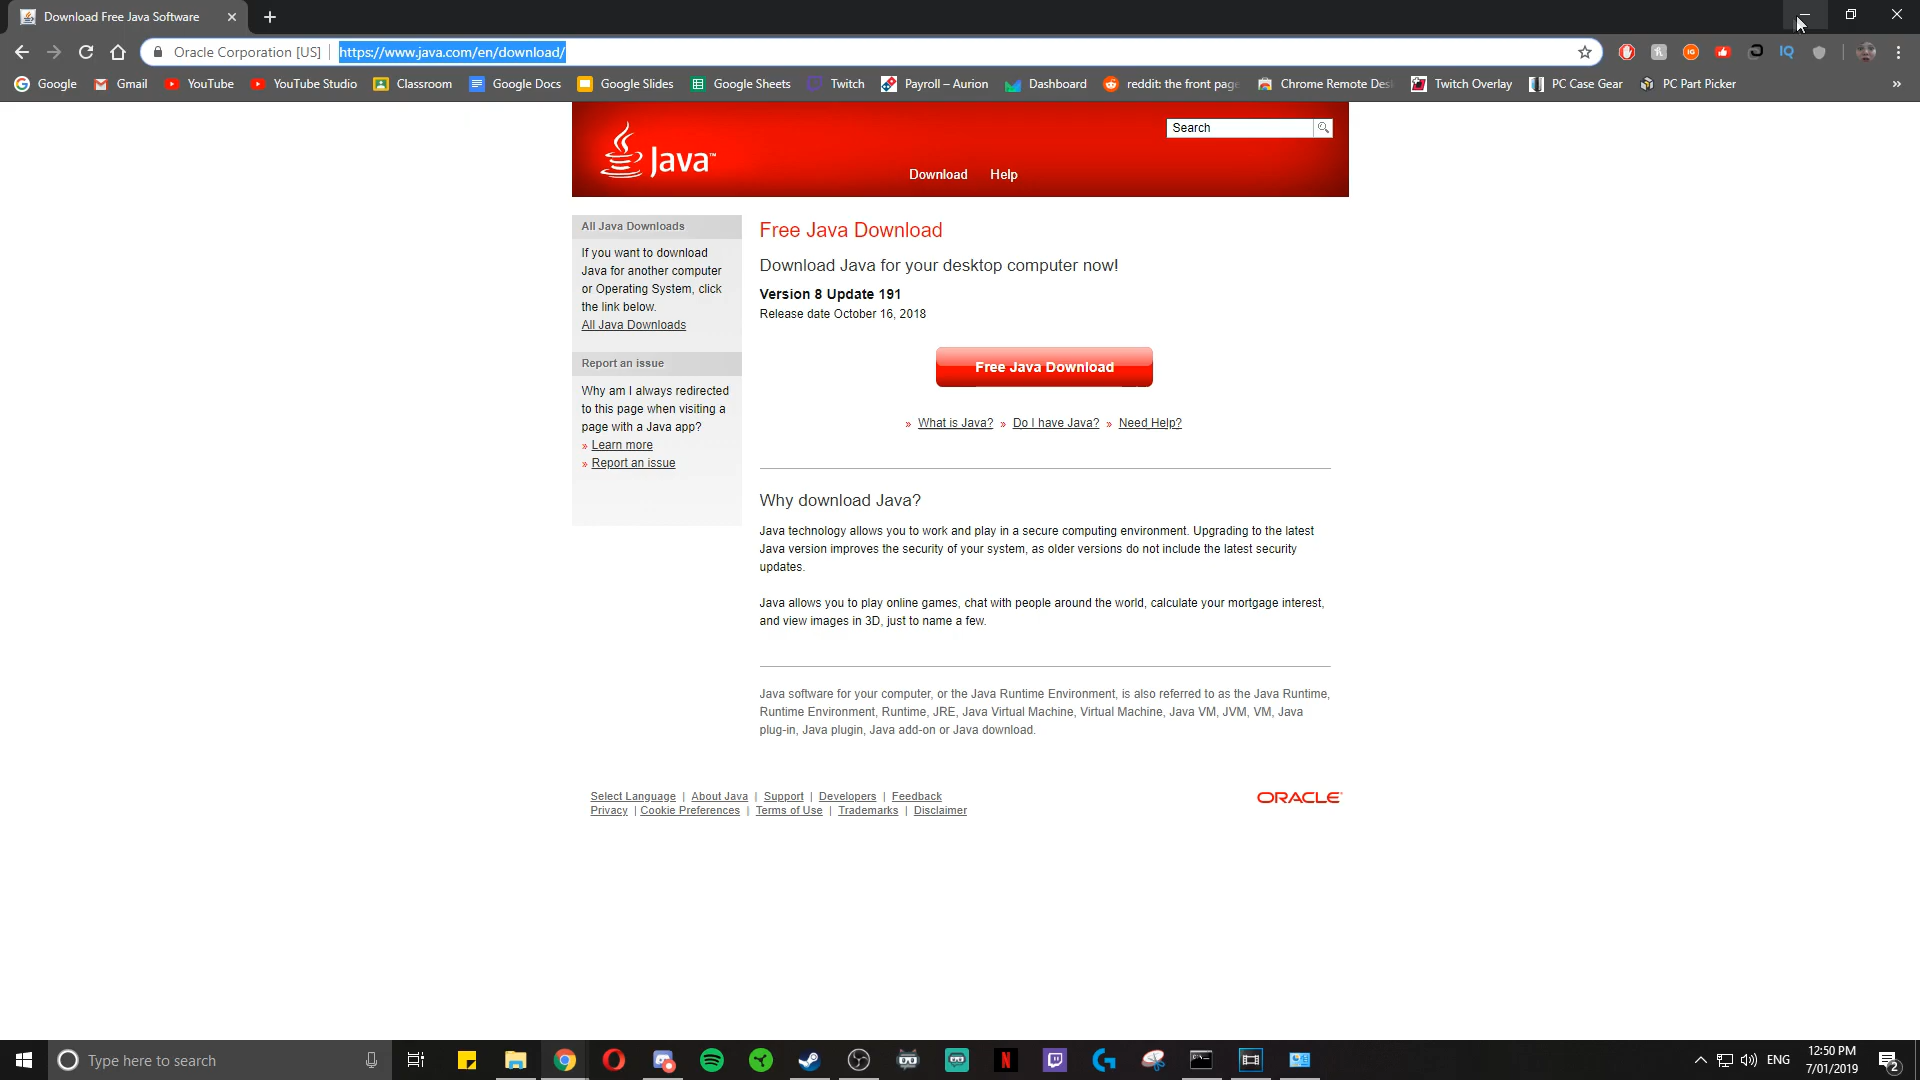 Download Free Java Software
Oracle Corporation [US] https://www.java.com/en/download/
Google Gmail YouTube YouTube Studio Classroom Google Docs Google Slides Google Sheets Twitch Payroll – Aurion Dashboard reddit: the front page Chrome Remote Des Twitch Overlay PC Case Gear PC Part Picker »
Java™
Search
Download Help
All Java Downloads
If you want to download
Java for another computer
or Operating System, click
the link below.
All Java Downloads
Report an issue
Why am I always redirected
to this page when visiting a
page with a Java app?
» Learn more
» Report an issue
Free Java Download
Download Java for your desktop computer now!
Version 8 Update 191
Release date October 16, 2018
Free Java Download
» What is Java? » Do I have Java? » Need Help?
Why download Java?
Java technology allows you to work and play in a secure computing environment. Upgrading to the latest
Java version improves the security of your system, as older versions do not include the latest security
updates.
Java allows you to play online games, chat with people around the world, calculate your mortgage interest,
and view images in 3D, just to name a few.
Java software for your computer, or the Java Runtime Environment, is also referred to as the Java Runtime,
Runtime Environment, Runtime, JRE, Java Virtual Machine, Virtual Machine, Java VM, JVM, VM, Java
plug-in, Java plugin, Java add-on or Java download.
Select Language | About Java | Support | Developers | Feedback
Privacy | Cookie Preferences | Terms of Use | Trademarks | Disclaimer
ORACLE
Type here to search
ENG
12:50 PM
7/01/2019
2